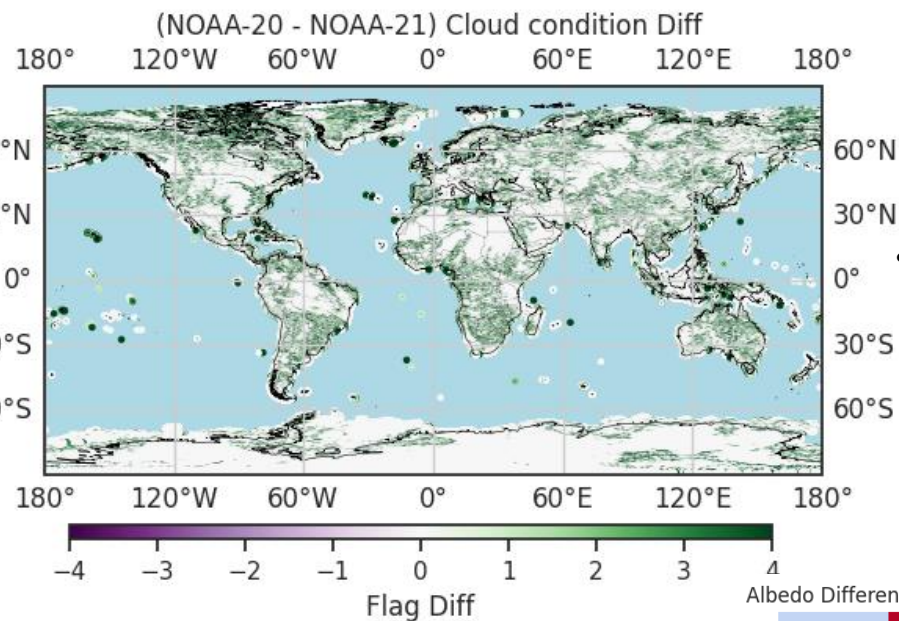 (NOAA-20 - NOAA-21) Cloud condition Diff
180° 120°W 60°W 0° 60°E 120°E 180°
°N 60°N
°N 30°N
0° 0°
°S 30°S
°S 60°S
180° 120°W 60°W 0° 60°E 120°E 180°
−4 −3 −2 −1 0 1 2 3 4
Flag Diff
Albedo Differen